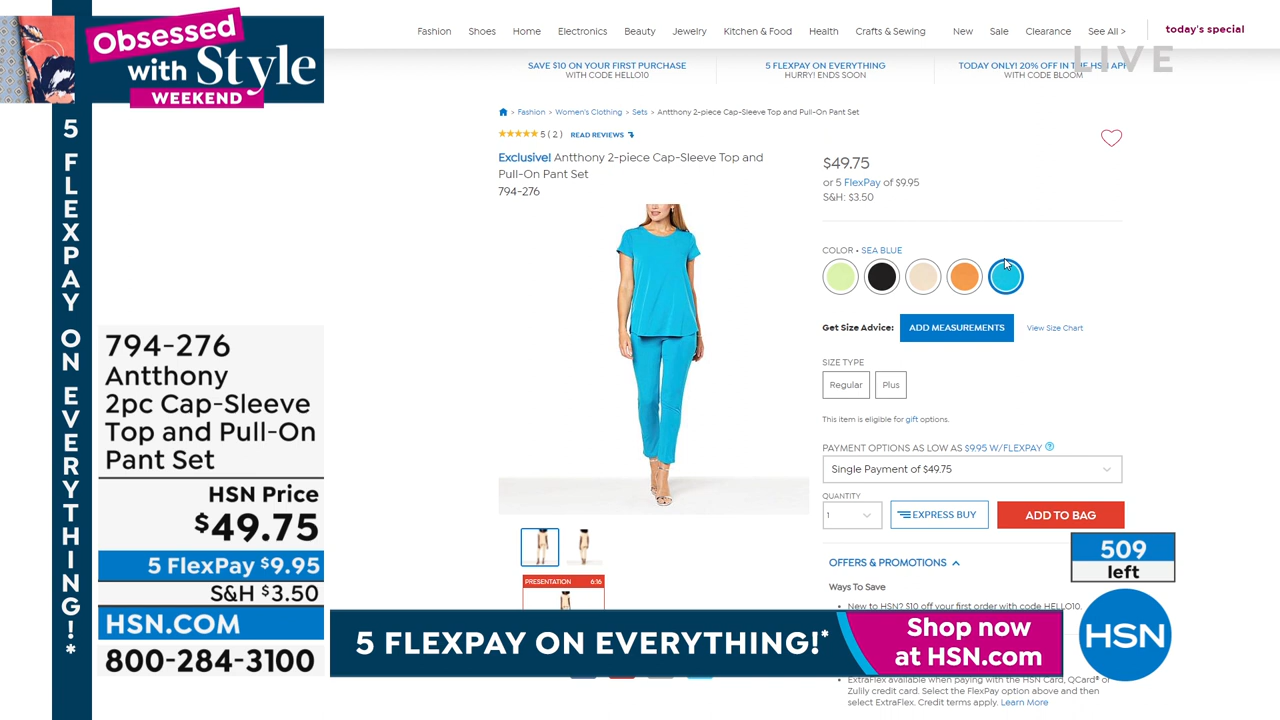 Obsessed
with Style
WEEKEND
5 FLEXPAY ON EVERYTHING!*
794-276
Antthony
2pc Cap-Sleeve
Top and Pull-On
Pant Set
HSN Price
$49.75
5 FlexPay $9.95
S&H $3.50
HSN.COM
800-284-3100
Fashion Shoes Home Electronics Beauty Jewelry Kitchen & Food Health Crafts & Sewing New Sale Clearance See All > today's special
LIVE
SAVE $10 ON YOUR FIRST PURCHASE
WITH CODE HELLO10
5 FLEXPAY ON EVERYTHING
HURRY! ENDS SOON
TODAY ONLY! 20% OFF IN THE HSN APP
WITH CODE BLOOM
> Fashion > Women's Clothing > Sets > Antthony 2-piece Cap-Sleeve Top and Pull-On Pant Set
5 ( 2 ) READ REVIEWS
Exclusive! Antthony 2-piece Cap-Sleeve Top and
Pull-On Pant Set
794-276
PRESENTATION 6:16
$49.75
or 5 FlexPay of $9.95
S&H: $3.50
COLOR • SEA BLUE
Get Size Advice: ADD MEASUREMENTS View Size Chart
SIZE TYPE
Regular Plus
This item is eligible for gift options.
PAYMENT OPTIONS AS LOW AS $9.95 W/FLEXPAY ?
Single Payment of $49.75
QUANTITY
1 EXPRESS BUY ADD TO BAG
OFFERS & PROMOTIONS
Ways To Save
• New to HSN? $10 off your first order with code HELLO10.
509
left
5 FLEXPAY ON EVERYTHING!*
Shop now
at HSN.com
HSN
ExtraFlex available when paying with the HSN Card, QCard® or
Zulily credit card. Select the FlexPay option above and then
select ExtraFlex. Credit terms apply. Learn More